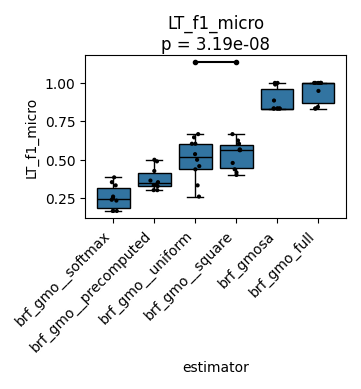 LT_f1_micro
p = 3.19e-08
LT_f1_micro
1.00
0.75
0.50
0.25
brf_gmo__softmax
brf_gmo__precomputed
brf_gmo__uniform
brf_gmo__square
brf_gmosa
brf_gmo_full
estimator